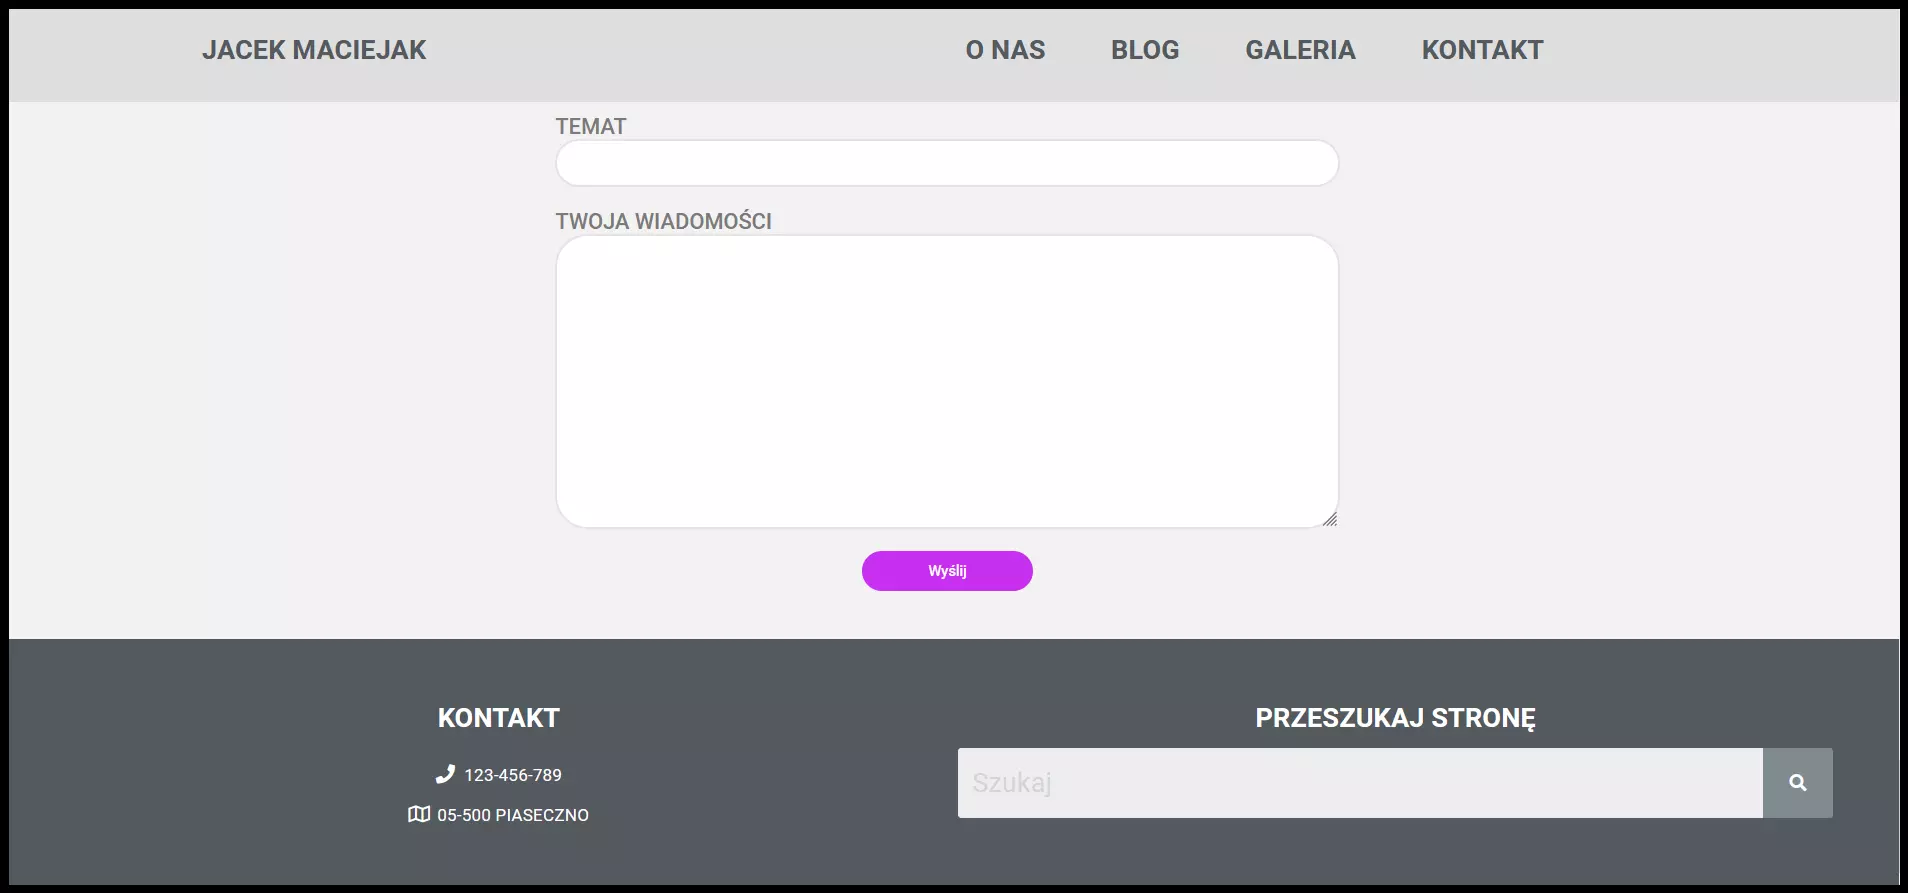 JACEK MACIEJAK O NAS BLOG GALERIA KONTAKT
TEMAT
TWOJA WIADOMOŚCI
Wyślij
KONTAKT
123-456-789
05-500 PIASECZNO
PRZESZUKAJ STRONĘ
Szukaj